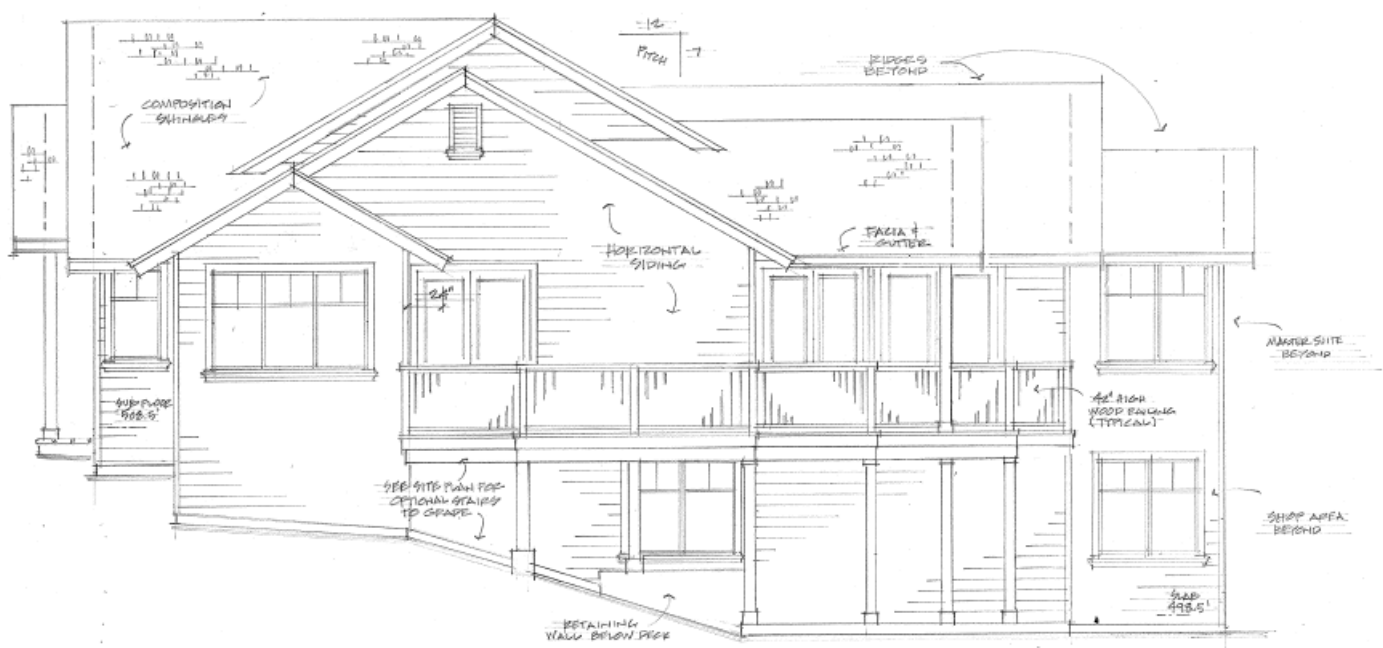 12
PITCH
7
RIDGES
BEYOND
COMPOSITION
SHINGLES
HORIZONTAL
SIDING
FACIA &
GUTTER
24"
MASTER SUITE
BEYOND
SUBFLOOR
508.5'
42" HIGH
WOOD RAILING
(TYPICAL)
SEE SITE PLAN FOR
OPTIONAL STAIRS
TO GRADE
SHOP AREA
BEYOND
SLAB
498.5'
RETAINING
WALL BELOW DECK